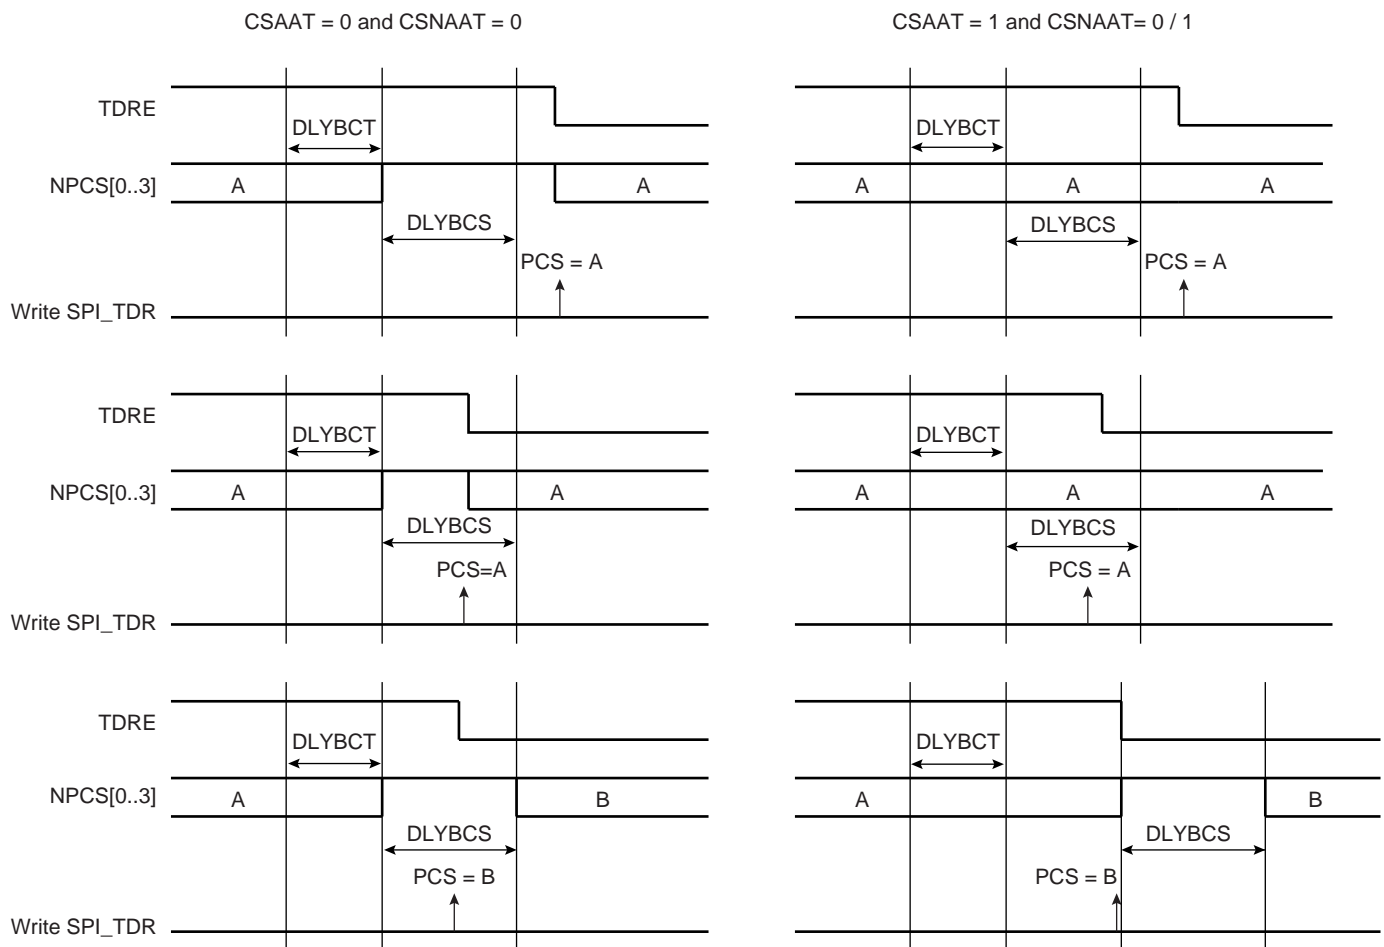 CSAAT = 0 and CSNAAT = 0
CSAAT = 1 and CSNAAT= 0 / 1
TDRE
DLYBCT
DLYBCT
NPCS[0..3]
A
A
A
A
A
DLYBCS
DLYBCS
PCS = A
PCS = A
Write SPI_TDR
TDRE
DLYBCT
DLYBCT
NPCS[0..3]
A
A
A
A
A
DLYBCS
DLYBCS
PCS=A
PCS = A
Write SPI_TDR
TDRE
DLYBCT
DLYBCT
NPCS[0..3]
A
B
A
B
DLYBCS
DLYBCS
PCS = B
PCS = B
Write SPI_TDR